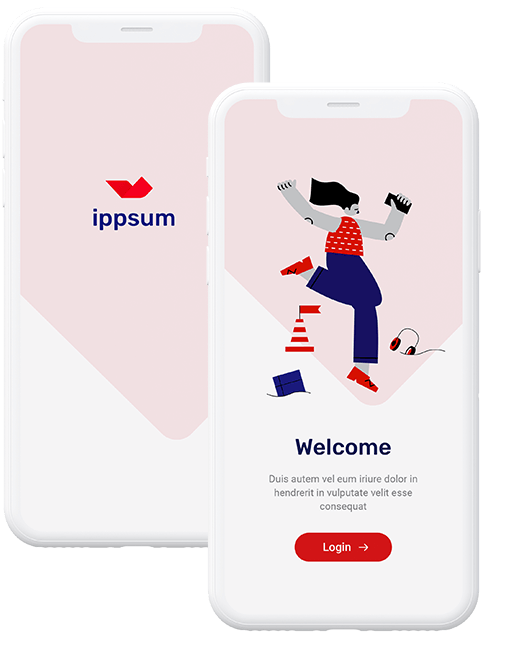 ippsum
Welcome
Duis autem vel eum iriure dolor in
hendrerit in vulputate velit esse
consequat
Login